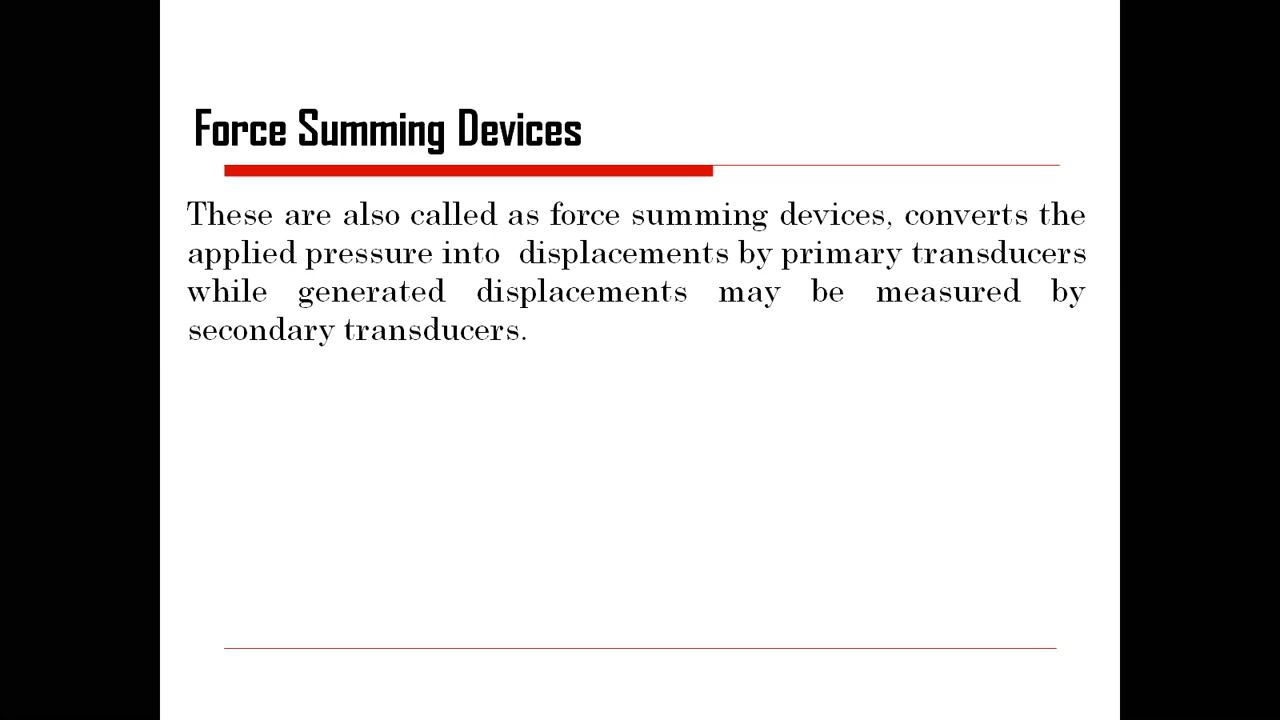 Force Summing Devices
These are also called as force summing devices, converts the
applied pressure into  displacements by primary transducers
while generated displacements may be measured by
secondary transducers.